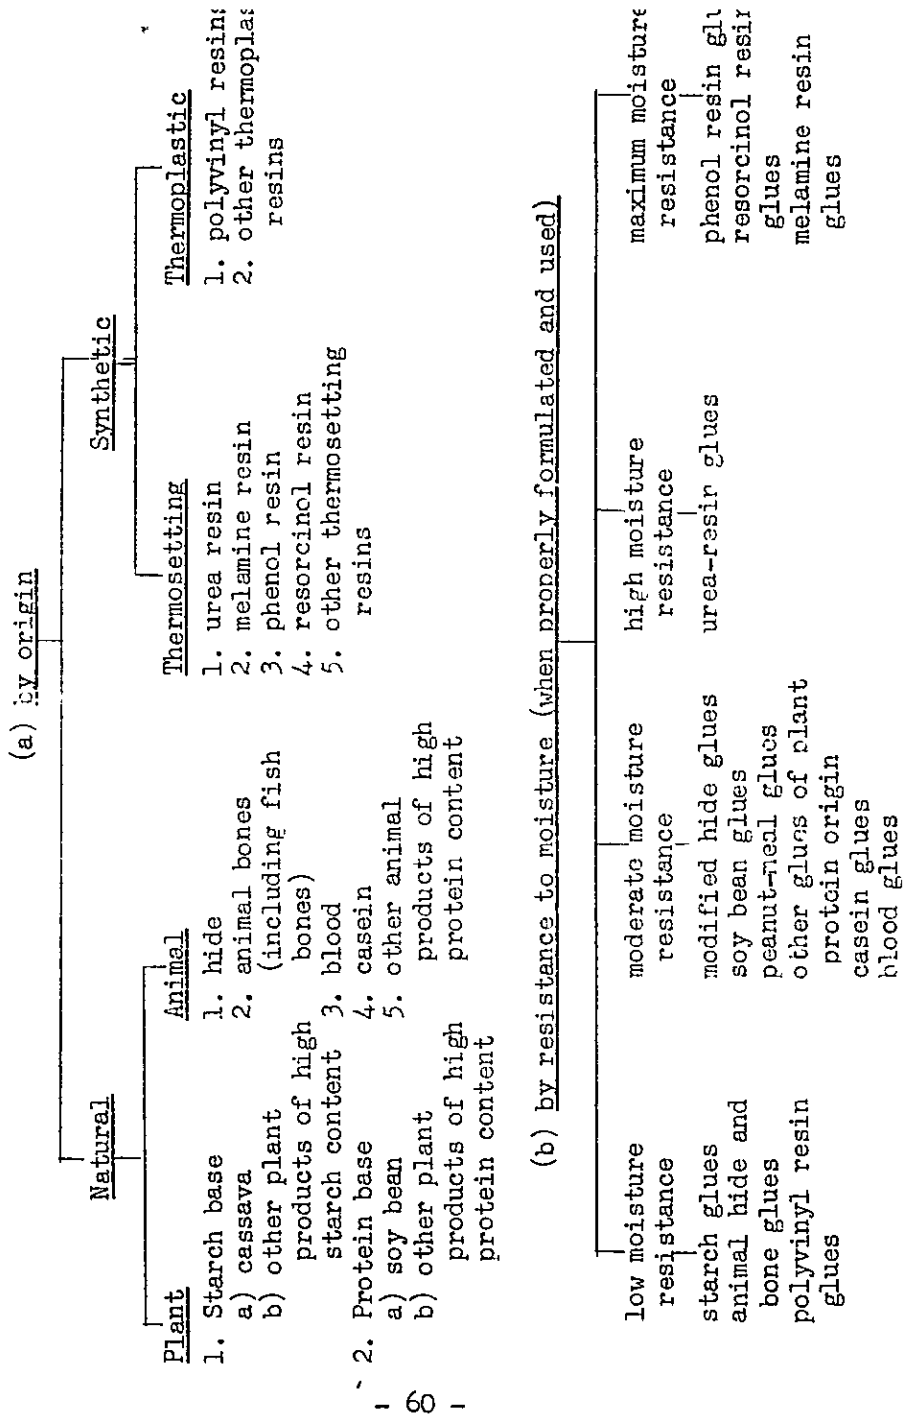 (a) by origin
Natural
Synthetic
Plant
1. Starch base
a) cassava
b) other plant
products of high
starch content
2. Protein base
a) soy bean
b) other plant
products of high
protein content
Animal
1. hide
2. animal bones
(including fish
bones)
3. blood
4. casein
5. other animal
products of high
protein content
Thermosetting
1. urea resin
2. melamine resin
3. phenol resin
4. resorcinol resin
5. other thermosetting
resins
Thermoplastic
1. polyvinyl resins
2. other thermoplas
resins
(b) by resistance to moisture (when properly formulated and used)
low moisture
resistance
starch glues
animal hide and
bone glues
polyvinyl resin
glues
moderate moisture
resistance
modified hide glues
soy bean glues
peanut-meal glues
other glues of plant
protein origin
casein glues
blood glues
high moisture
resistance
urea-resin glues
maximum moisture
resistance
phenol resin glu
resorcinol resin
glues
melamine resin
glues
- 60 -